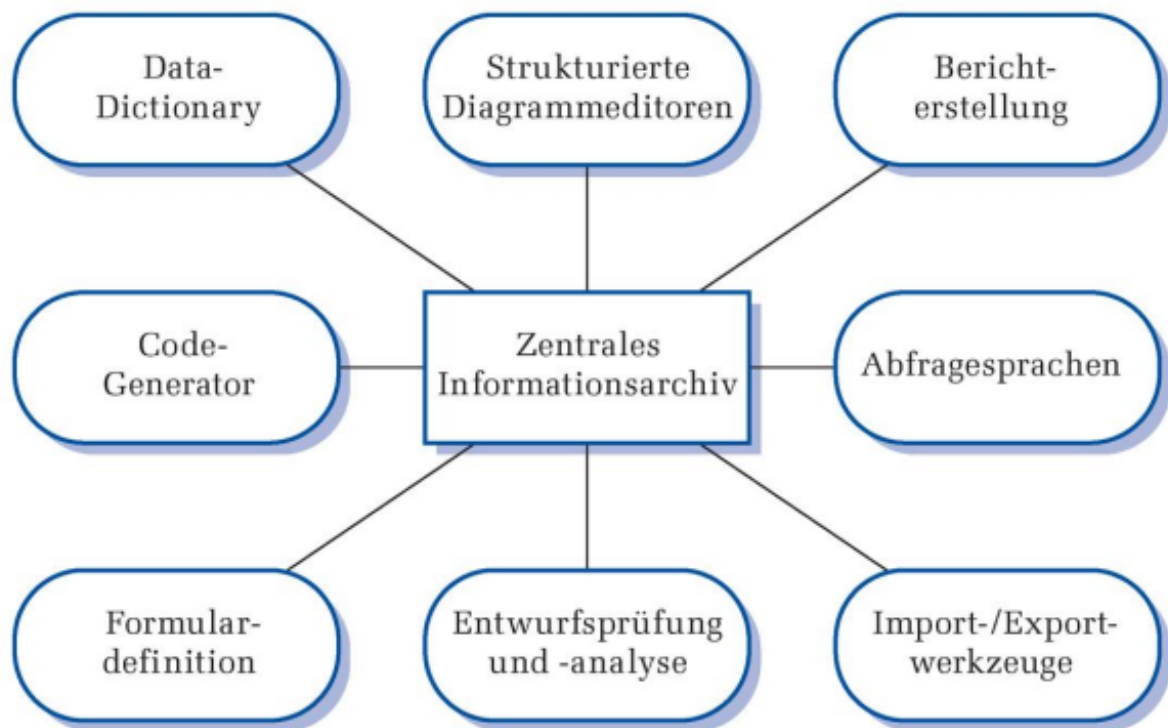 Data-
Dictionary
Strukturierte
Diagrammeditoren
Bericht-
erstellung
Code-
Generator
Zentrales
Informationsarchiv
Abfragesprachen
Formular-
definition
Entwurfsprüfung
und -analyse
Import-/Export-
werkzeuge